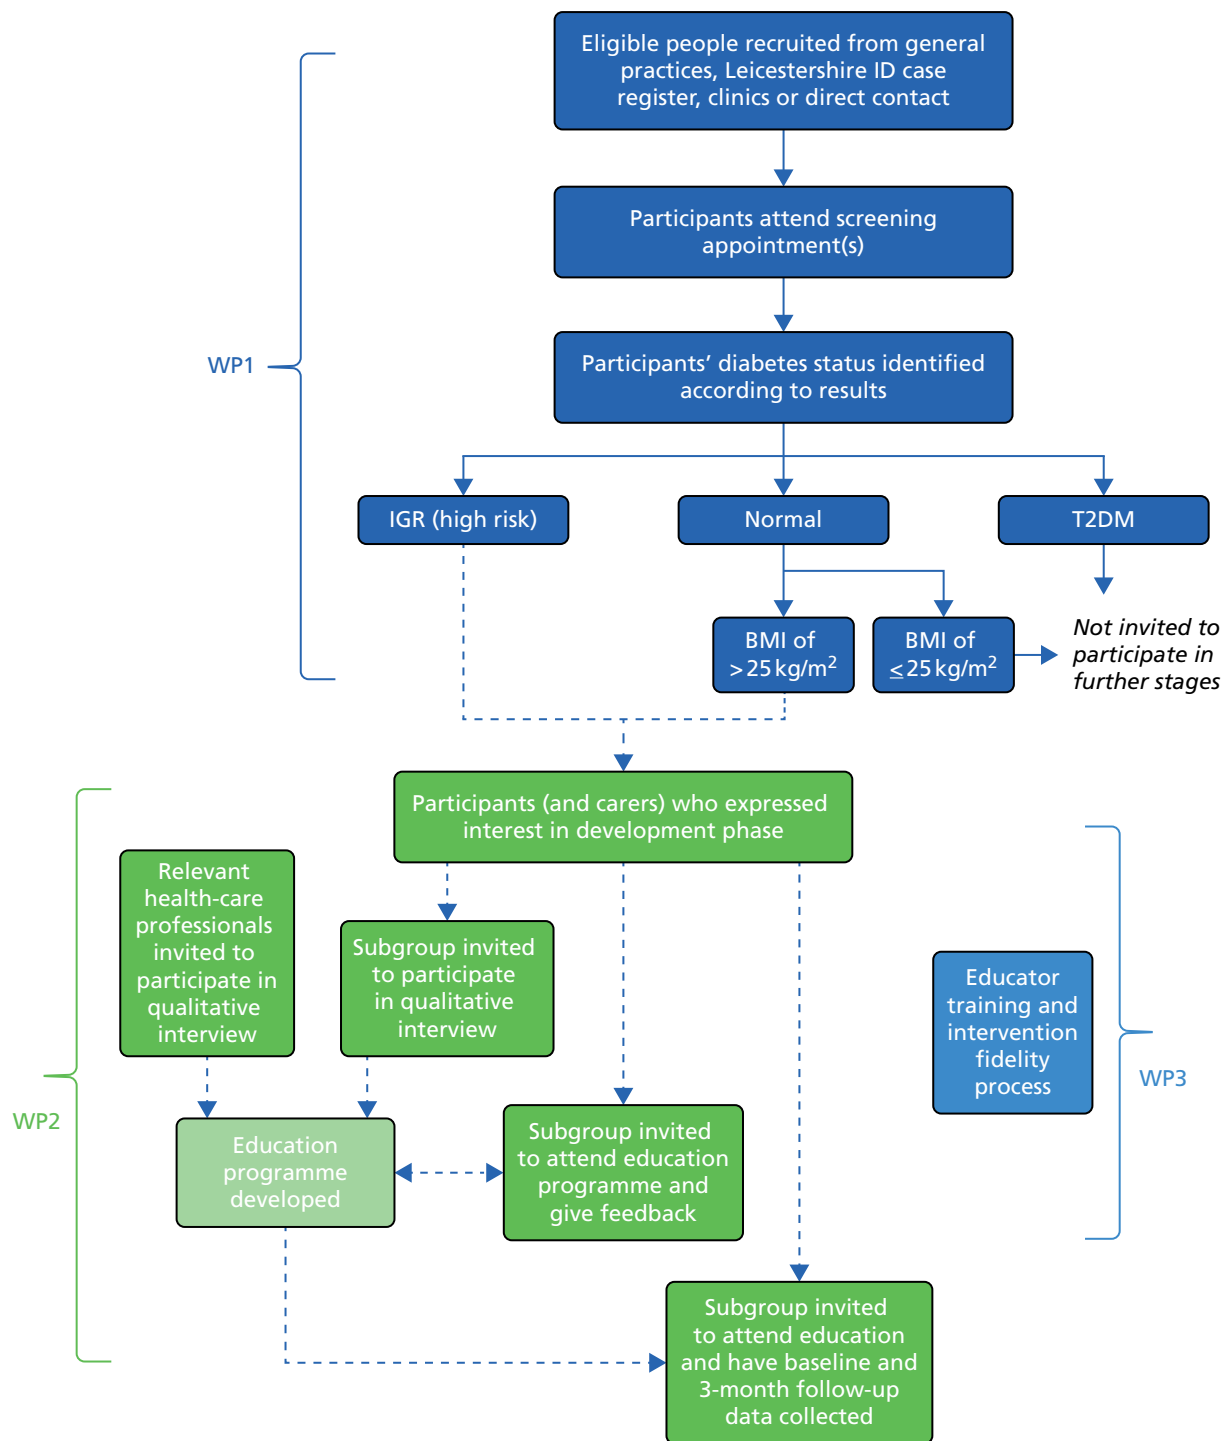 Eligible people recruited from general
practices, Leicestershire ID case
register, clinics or direct contact
Participants attend screening
appointment(s)
WP1
Participants’ diabetes status identified
according to results
IGR (high risk)
Normal
T2DM
BMI of
>25 kg/m²
BMI of
≤25 kg/m²
Not invited to
participate in
further stages
Participants (and carers) who expressed
interest in development phase
Relevant
health-care
professionals
invited to
participate in
qualitative
interview
Subgroup invited
to participate
in qualitative
interview
Educator
training and
intervention
fidelity
process
WP3
WP2
Education
programme
developed
Subgroup invited
to attend education
programme and
give feedback
Subgroup invited
to attend education
and have baseline and
3-month follow-up
data collected